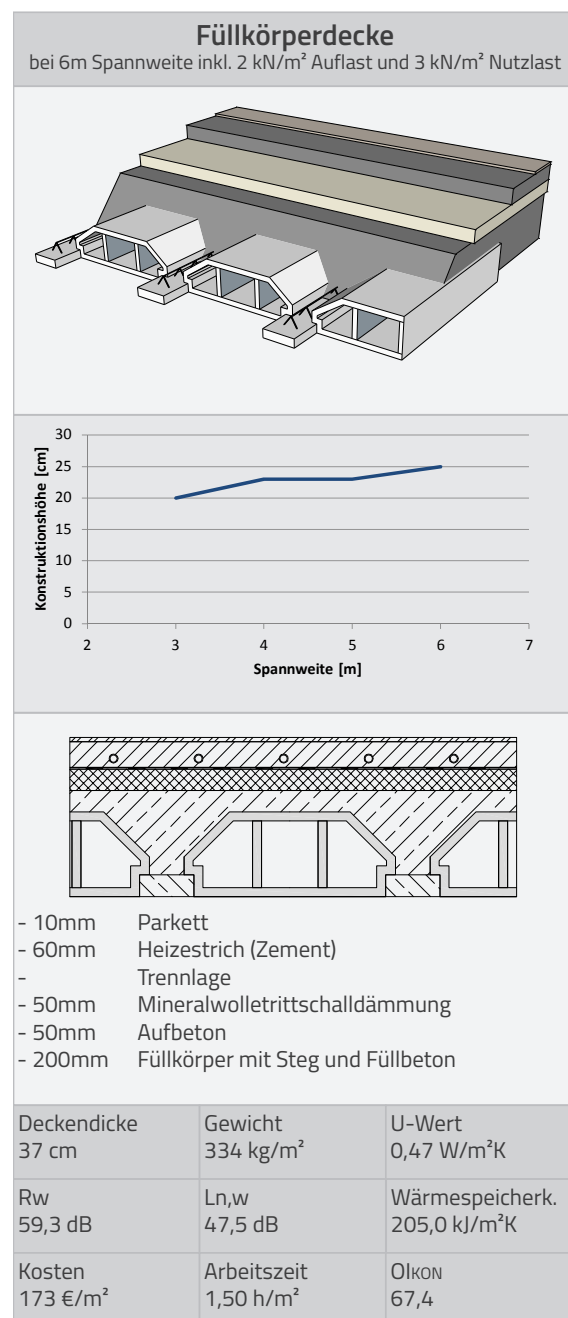 Füllkörperdecke
bei 6m Spannweite inkl. 2 kN/m² Auflast und 3 kN/m² Nutzlast
Konstruktionshöhe [cm]
30
25
20
15
10
5
0
2 3 4 5 6 7
Spannweite [m]
- 10mm Parkett
- 60mm Heizestrich (Zement)
- Trennlage
- 50mm Mineralwolletrittschalldämmung
- 50mm Aufbeton
- 200mm Füllkörper mit Steg und Füllbeton
Deckendicke Gewicht U-Wert
37 cm 334 kg/m² 0,47 W/m²K
Rw Ln,w Wärmespeicherk.
59,3 dB 47,5 dB 205,0 kJ/m²K
Kosten Arbeitszeit OIKON
173 €/m² 1,50 h/m² 67,4